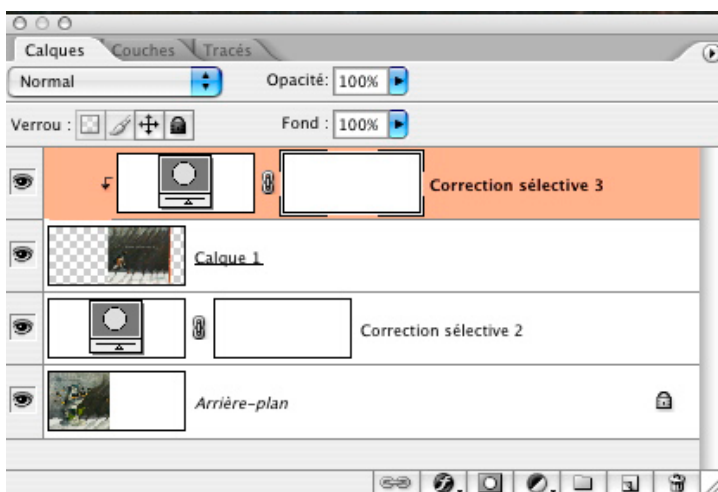 Calques Couches Tracés
Normal Opacité: 100%
Verrou : Fond : 100%
Correction sélective 3
Calque 1
Correction sélective 2
Arrière-plan